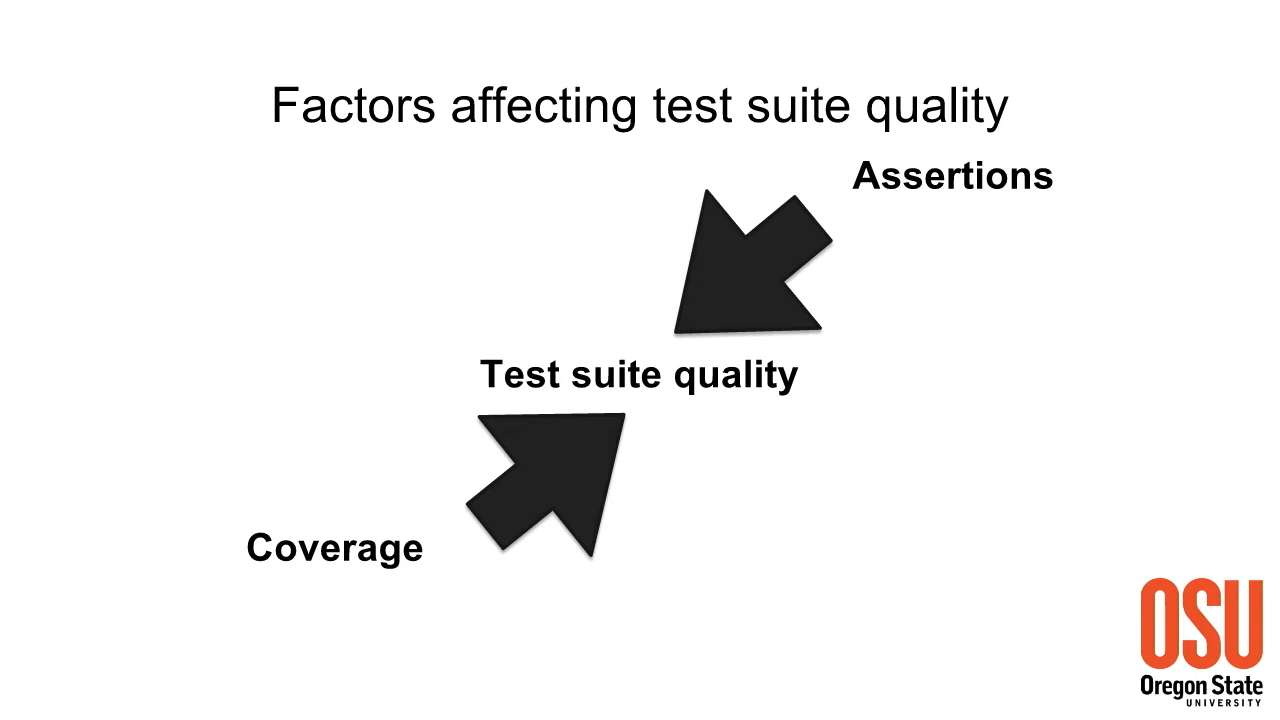 Factors affecting test suite quality
Assertions
Test suite quality
Coverage
OSU
Oregon State
UNIVERSITY